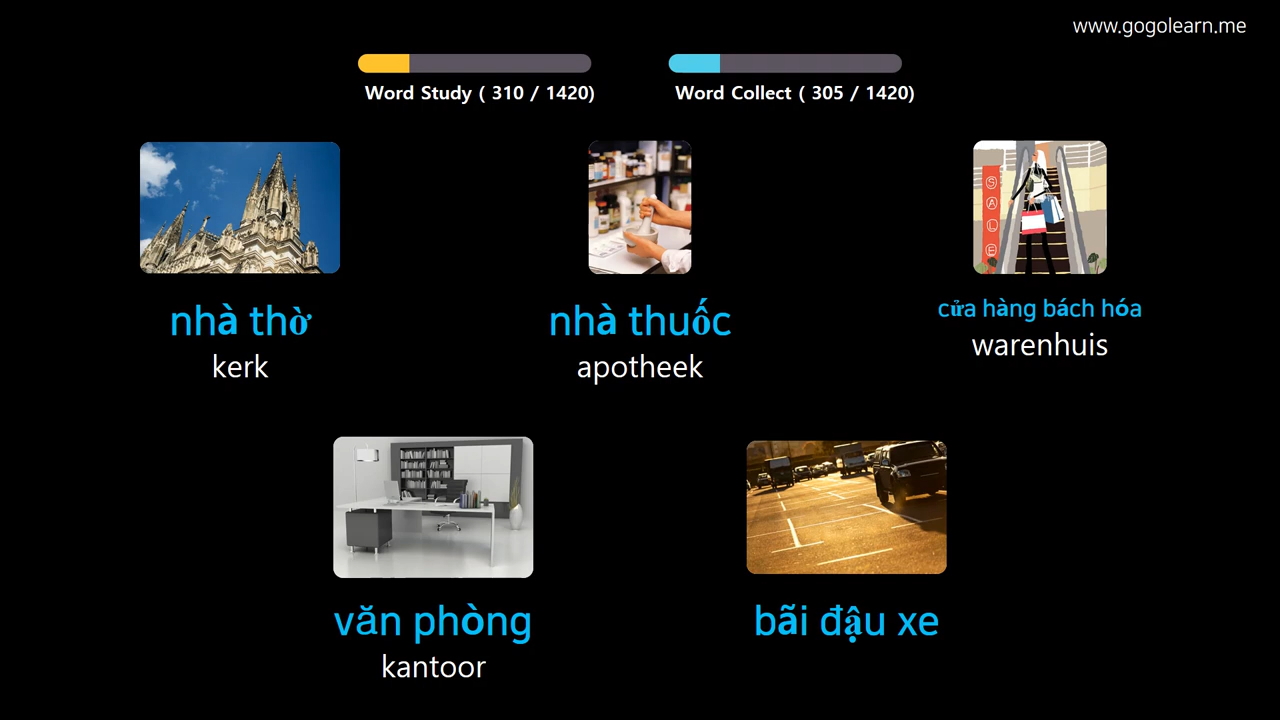 www.gogolearn.me
Word Study ( 310 / 1420)
Word Collect ( 305 / 1420)
SALE
nhà thờ
kerk
nhà thuốc
apotheek
cửa hàng bách hóa
warenhuis
văn phòng
kantoor
bãi đậu xe